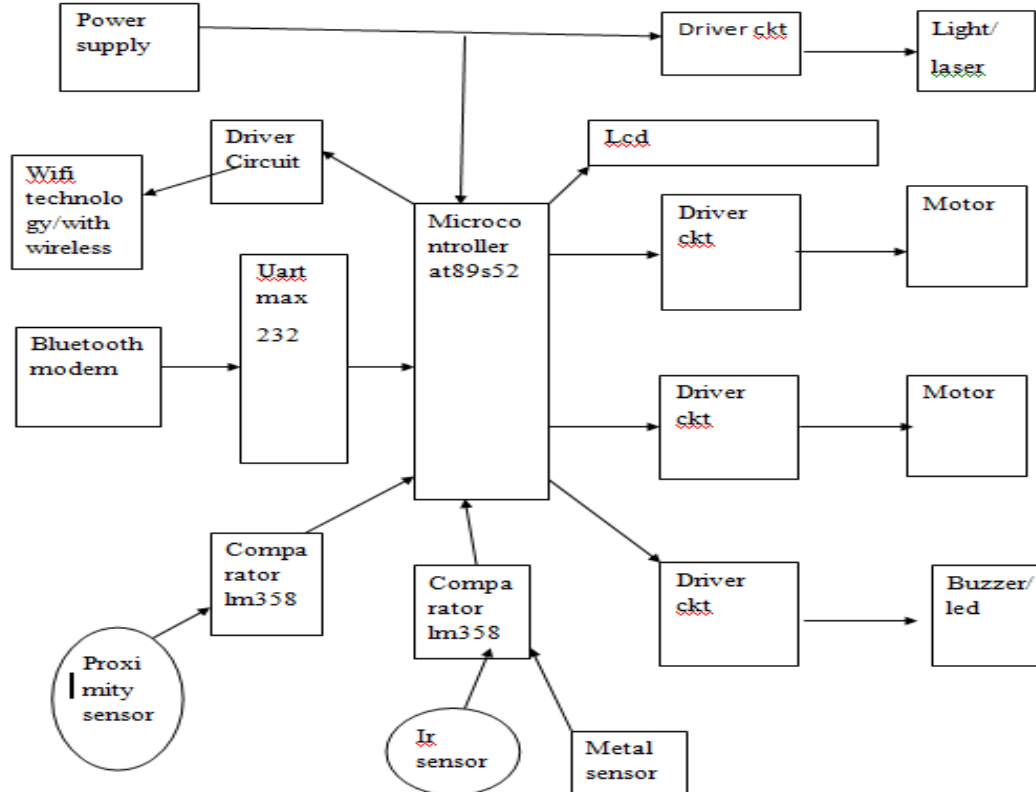 Power
supply
Driver ckt
Light/
laser
Driver
Circuit
Lcd
Wifi
technolo
gy/with
wireless
Microco
ntroller
at89s52
Driver
ckt
Motor
Uart
max
232
Bluetooth
modem
Driver
ckt
Motor
Compa
rator
lm358
Compa
rator
lm358
Driver
ckt
Buzzer/
led
Proxi
mity
sensor
Ir
sensor
Metal
sensor